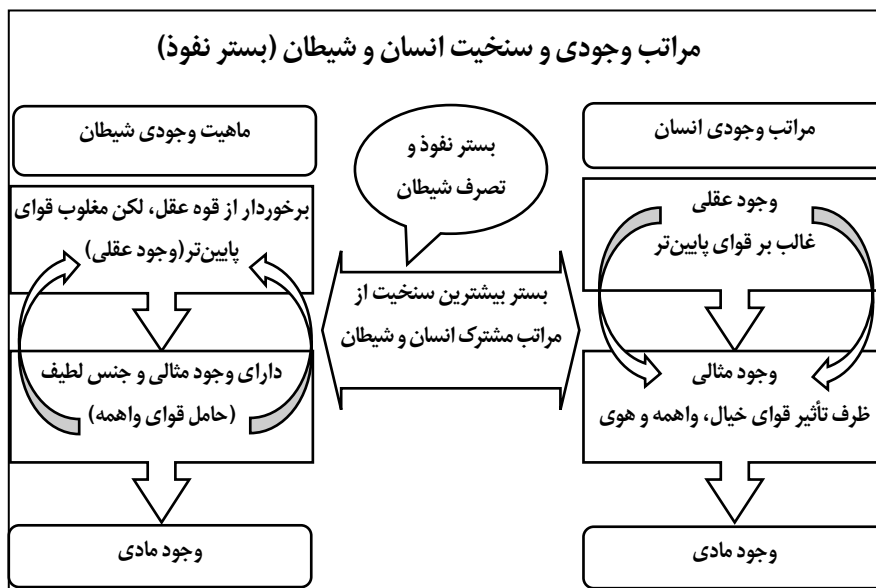 مراتب وجودی و سنخیت انسان و شیطان (بستر نفوذ)
مراتب وجودی انسان
وجود عقلی
غالب بر قوای پایین‌تر
وجود مثالی
ظرف تأثیر قوای خیال، واهمه و هوی
وجود مادی
بستر نفوذ و
تصرف شیطان
بستر بیشترین سنخیت از
مراتب مشترک انسان و شیطان
ماهیت وجودی شیطان
برخوردار از قوه عقل، لکن مغلوب قوای
پایین‌تر(وجود عقلی)
دارای وجود مثالی و جنس لطیف
(حامل قوای واهمه)
وجود مادی